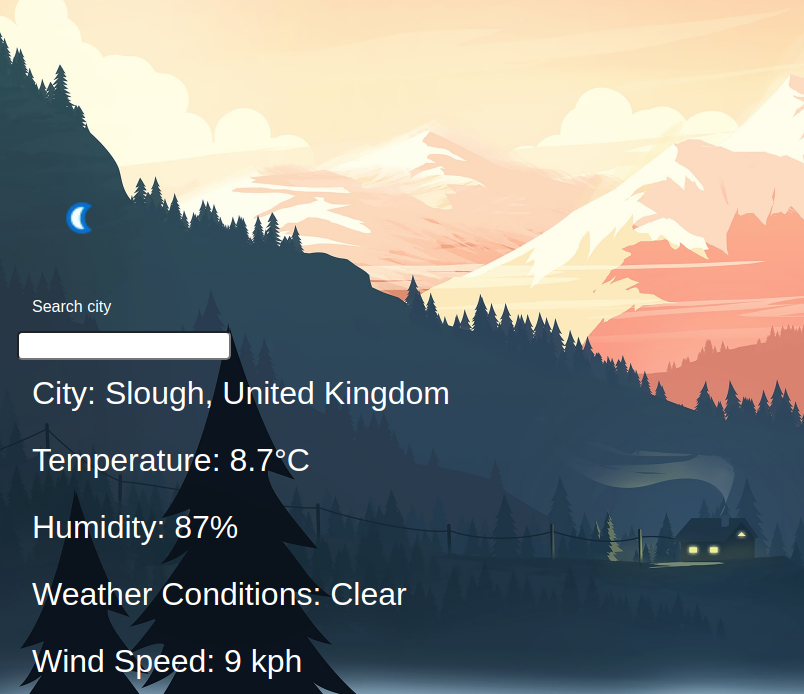 Search city
City: Slough, United Kingdom
Temperature: 8.7°C
Humidity: 87%
Weather Conditions: Clear
Wind Speed: 9 kph